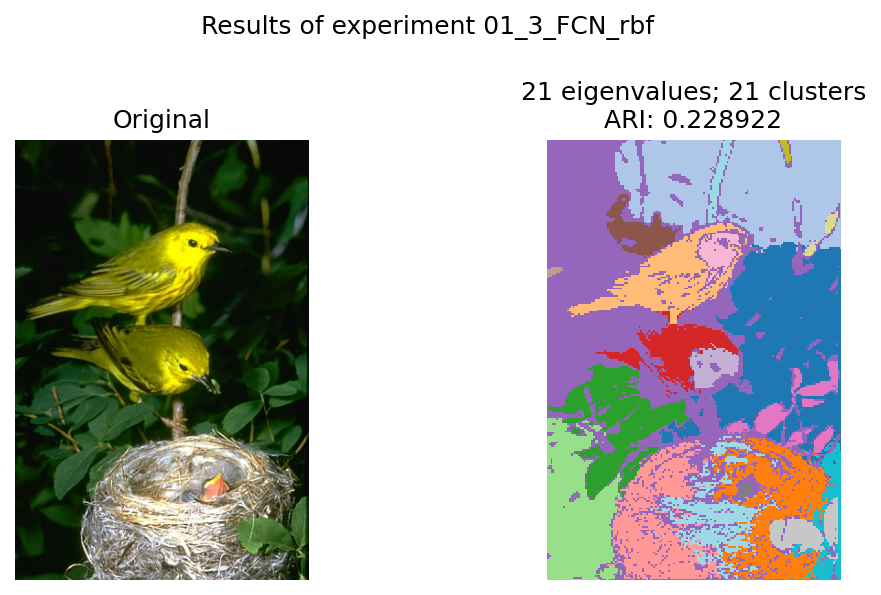 Results of experiment 01_3_FCN_rbf
Original
21 eigenvalues; 21 clusters
ARI: 0.228922